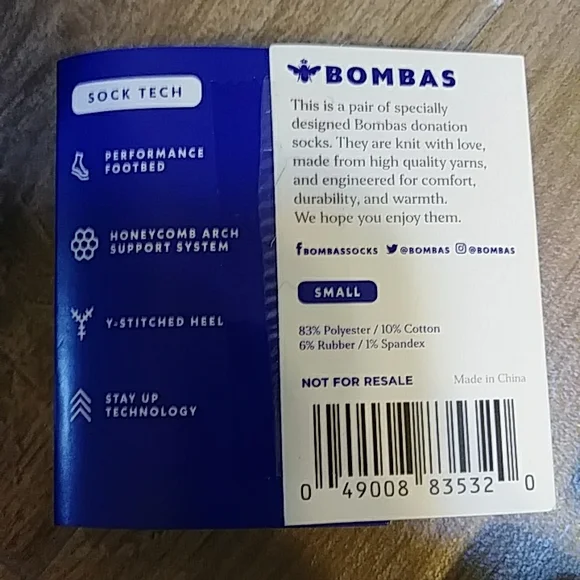 SOCK TECH
PERFORMANCE
FOOTBED
HONEYCOMB ARCH
SUPPORT SYSTEM
Y-STITCHED HEEL
STAY UP
TECHNOLOGY
BOMBAS
This is a pair of specially
designed Bombas donation
socks. They are knit with love,
made from high quality yarns,
and engineered for comfort,
durability, and warmth.
We hope you enjoy them.
f BOMBASSOCKS @BOMBAS @BOMBAS
SMALL
83% Polyester / 10% Cotton
6% Rubber / 1% Spandex
NOT FOR RESALE Made in China
0 49008 83532 0